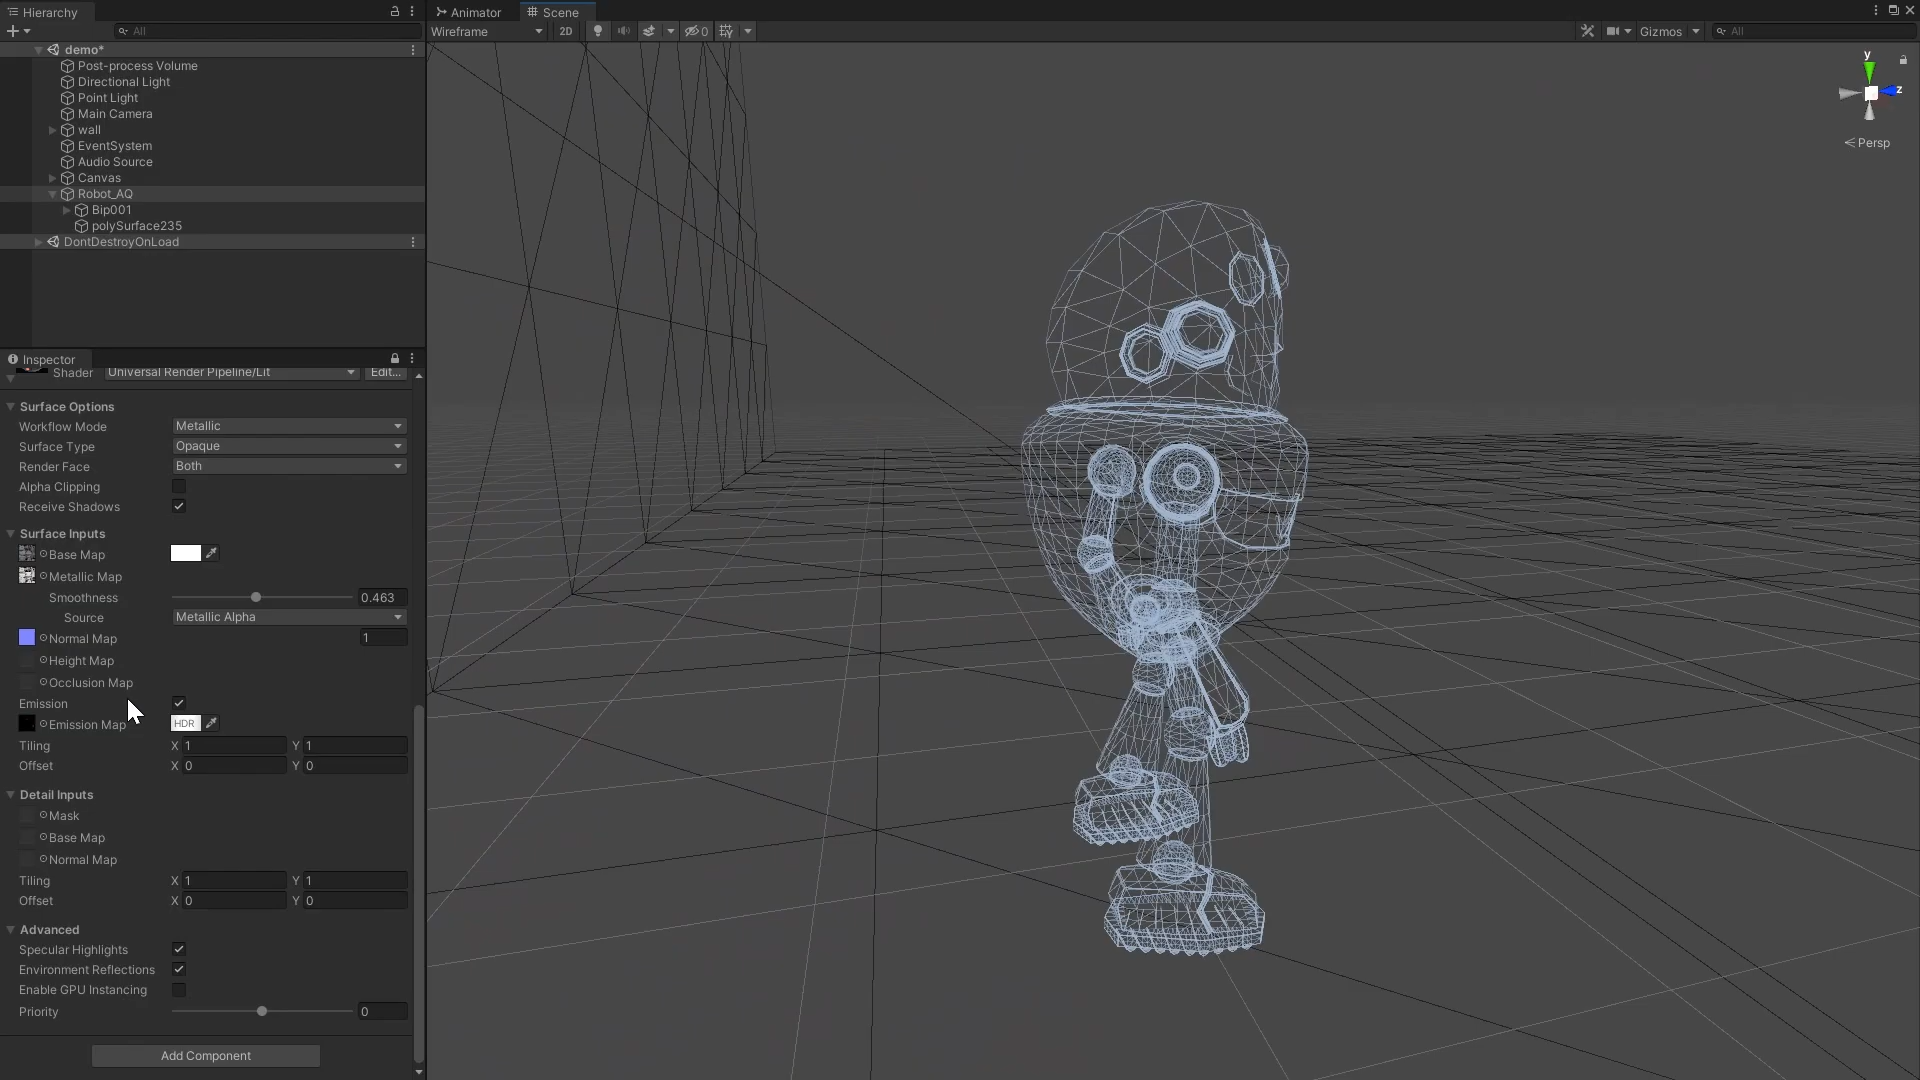 Hierarchy
All
demo*
Post-process Volume
Directional Light
Point Light
Main Camera
wall
EventSystem
Audio Source
Canvas
Robot_AQ
Bip001
polySurface235
DontDestroyOnLoad
Inspector
Shader Universal Render Pipeline/Lit Edit...
Surface Options
Workflow Mode Metallic
Surface Type Opaque
Render Face Both
Alpha Clipping
Receive Shadows
Surface Inputs
Base Map
Metallic Map
Smoothness 0.463
Source Metallic Alpha
Normal Map 1
Height Map
Occlusion Map
Emission
Emission Map HDR
Tiling X 1 Y 1
Offset X 0 Y 0
Detail Inputs
Mask
Base Map
Normal Map
Tiling X 1 Y 1
Offset X 0 Y 0
Advanced
Specular Highlights
Environment Reflections
Enable GPU Instancing
Priority 0
Add Component
Animator Scene
Wireframe 2D 0 Gizmos All
y
z
Persp